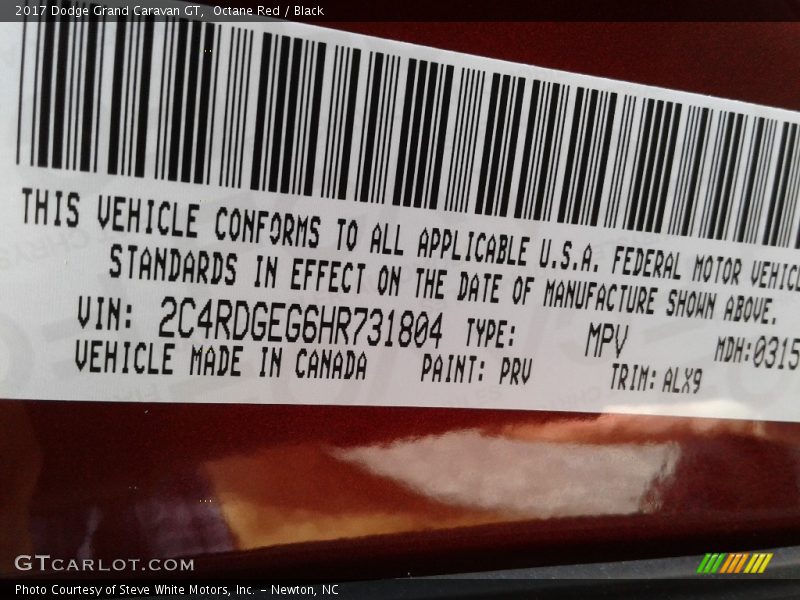 2017 Dodge Grand Caravan GT, Octane Red / Black
THIS VEHICLE CONFORMS TO ALL APPLICABLE U.S.A. FEDERAL MOTOR VEHICLE
STANDARDS IN EFFECT ON THE DATE OF MANUFACTURE SHOWN ABOVE.
VIN: 2C4RDGEG6HR731804 TYPE: MPV MDH:0315
VEHICLE MADE IN CANADA PAINT: PRV TRIM: ALX9
GTCARLOT.COM
Photo Courtesy of Steve White Motors, Inc. - Newton, NC